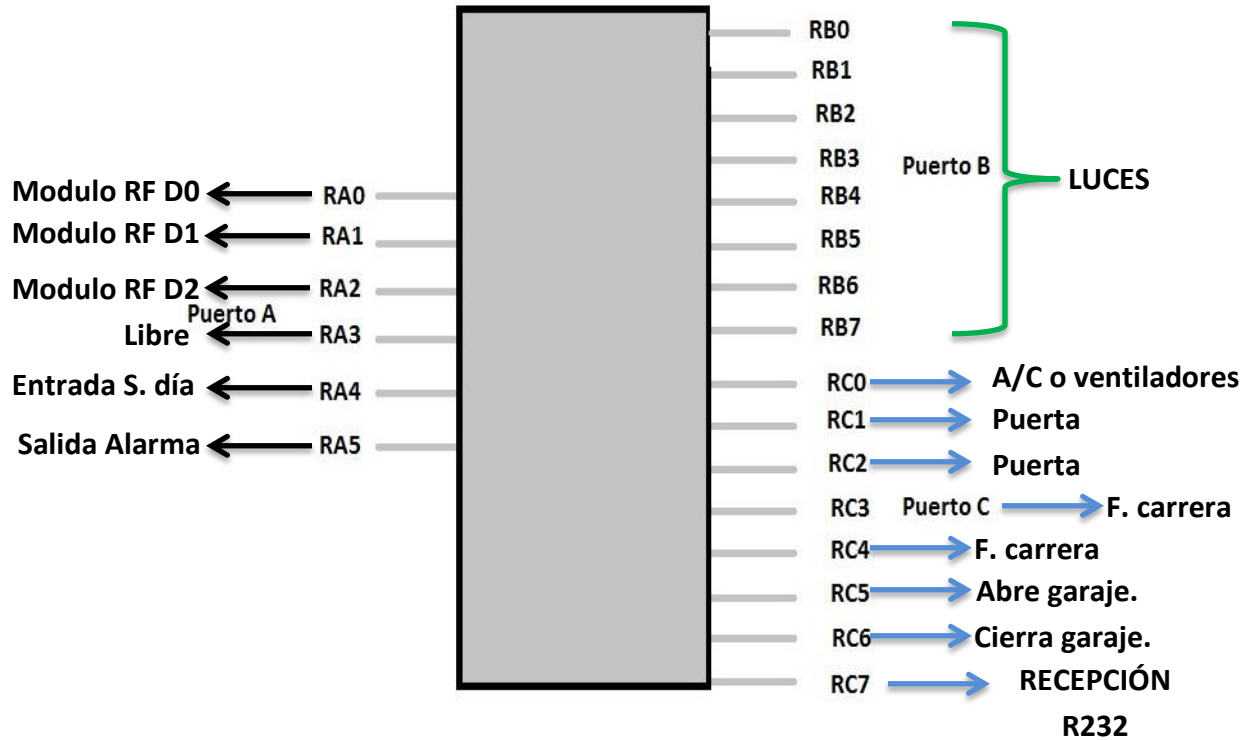 Modulo RF D0
RA0
Modulo RF D1
RA1
Modulo RF D2
RA2
Puerto A
Libre
RA3
Entrada S. día
RA4
Salida Alarma
RA5
RB0
RB1
RB2
RB3
RB4
RB5
RB6
RB7
Puerto B
LUCES
RC0
A/C o ventiladores
RC1
Puerta
RC2
Puerta
RC3
Puerto C
F. carrera
RC4
F. carrera
RC5
Abre garaje.
RC6
Cierra garaje.
RC7
RECEPCIÓN
R232